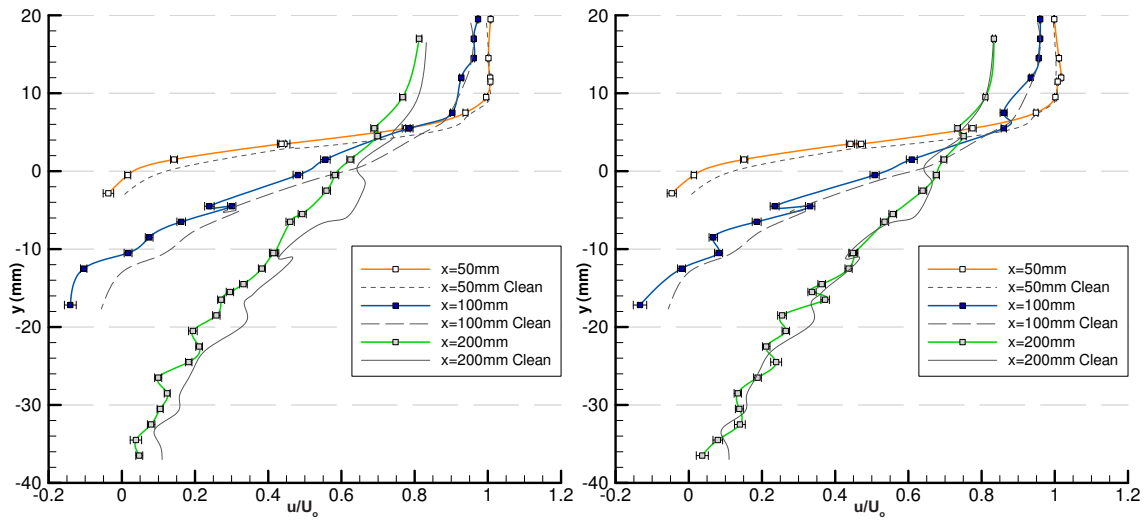 20
10
0
-10
-20
-30
-40
y (mm)
-0.2
0
0.2
0.4
0.6
0.8
1
1.2
u/Uo
x=50mm
x=50mm Clean
x=100mm
x=100mm Clean
x=200mm
x=200mm Clean
20
10
0
-10
-20
-30
-40
y (mm)
-0.2
0
0.2
0.4
0.6
0.8
1
1.2
u/Uo
x=50mm
x=50mm Clean
x=100mm
x=100mm Clean
x=200mm
x=200mm Clean